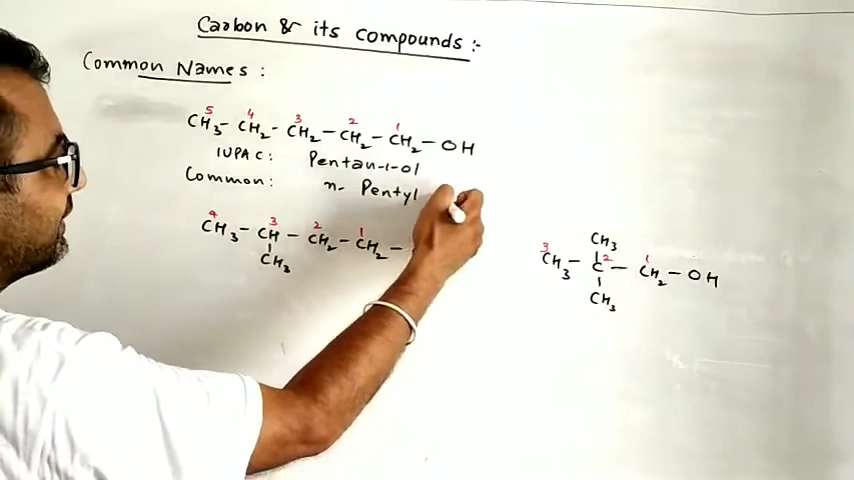 Carbon & its compounds :-
Common Names :
5 4 3 2 1
CH3 - CH2 - CH2 - CH2 - CH2 - OH
IUPAC : Pentan-1-ol
Common : n- Pentyl
4 3 2 1
CH3 - CH - CH2 - CH2 -
CH3
CH3
3 2 1
CH3 - C - CH2 - OH
CH3